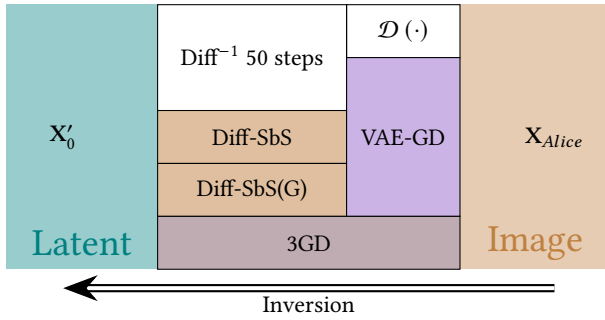 𝒟 (·)
Diff⁻¹ 50 steps
X′₀
Diff-SbS
VAE-GD
X_Alice
Diff-SbS(G)
Latent
3GD
Image
Inversion